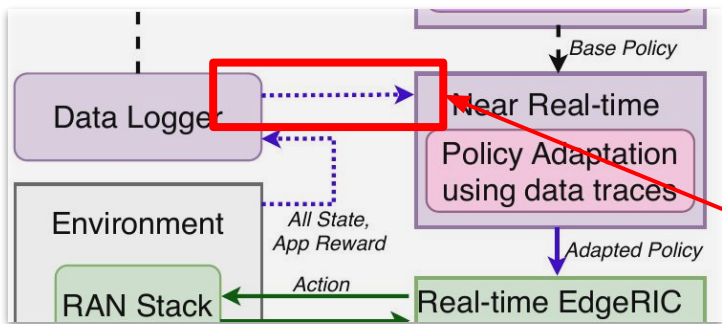 Base Policy
Data Logger
Near Real-time
Policy Adaptation
using data traces
Environment
All State,
App Reward
Adapted Policy
Action
RAN Stack
Real-time EdgeRIC